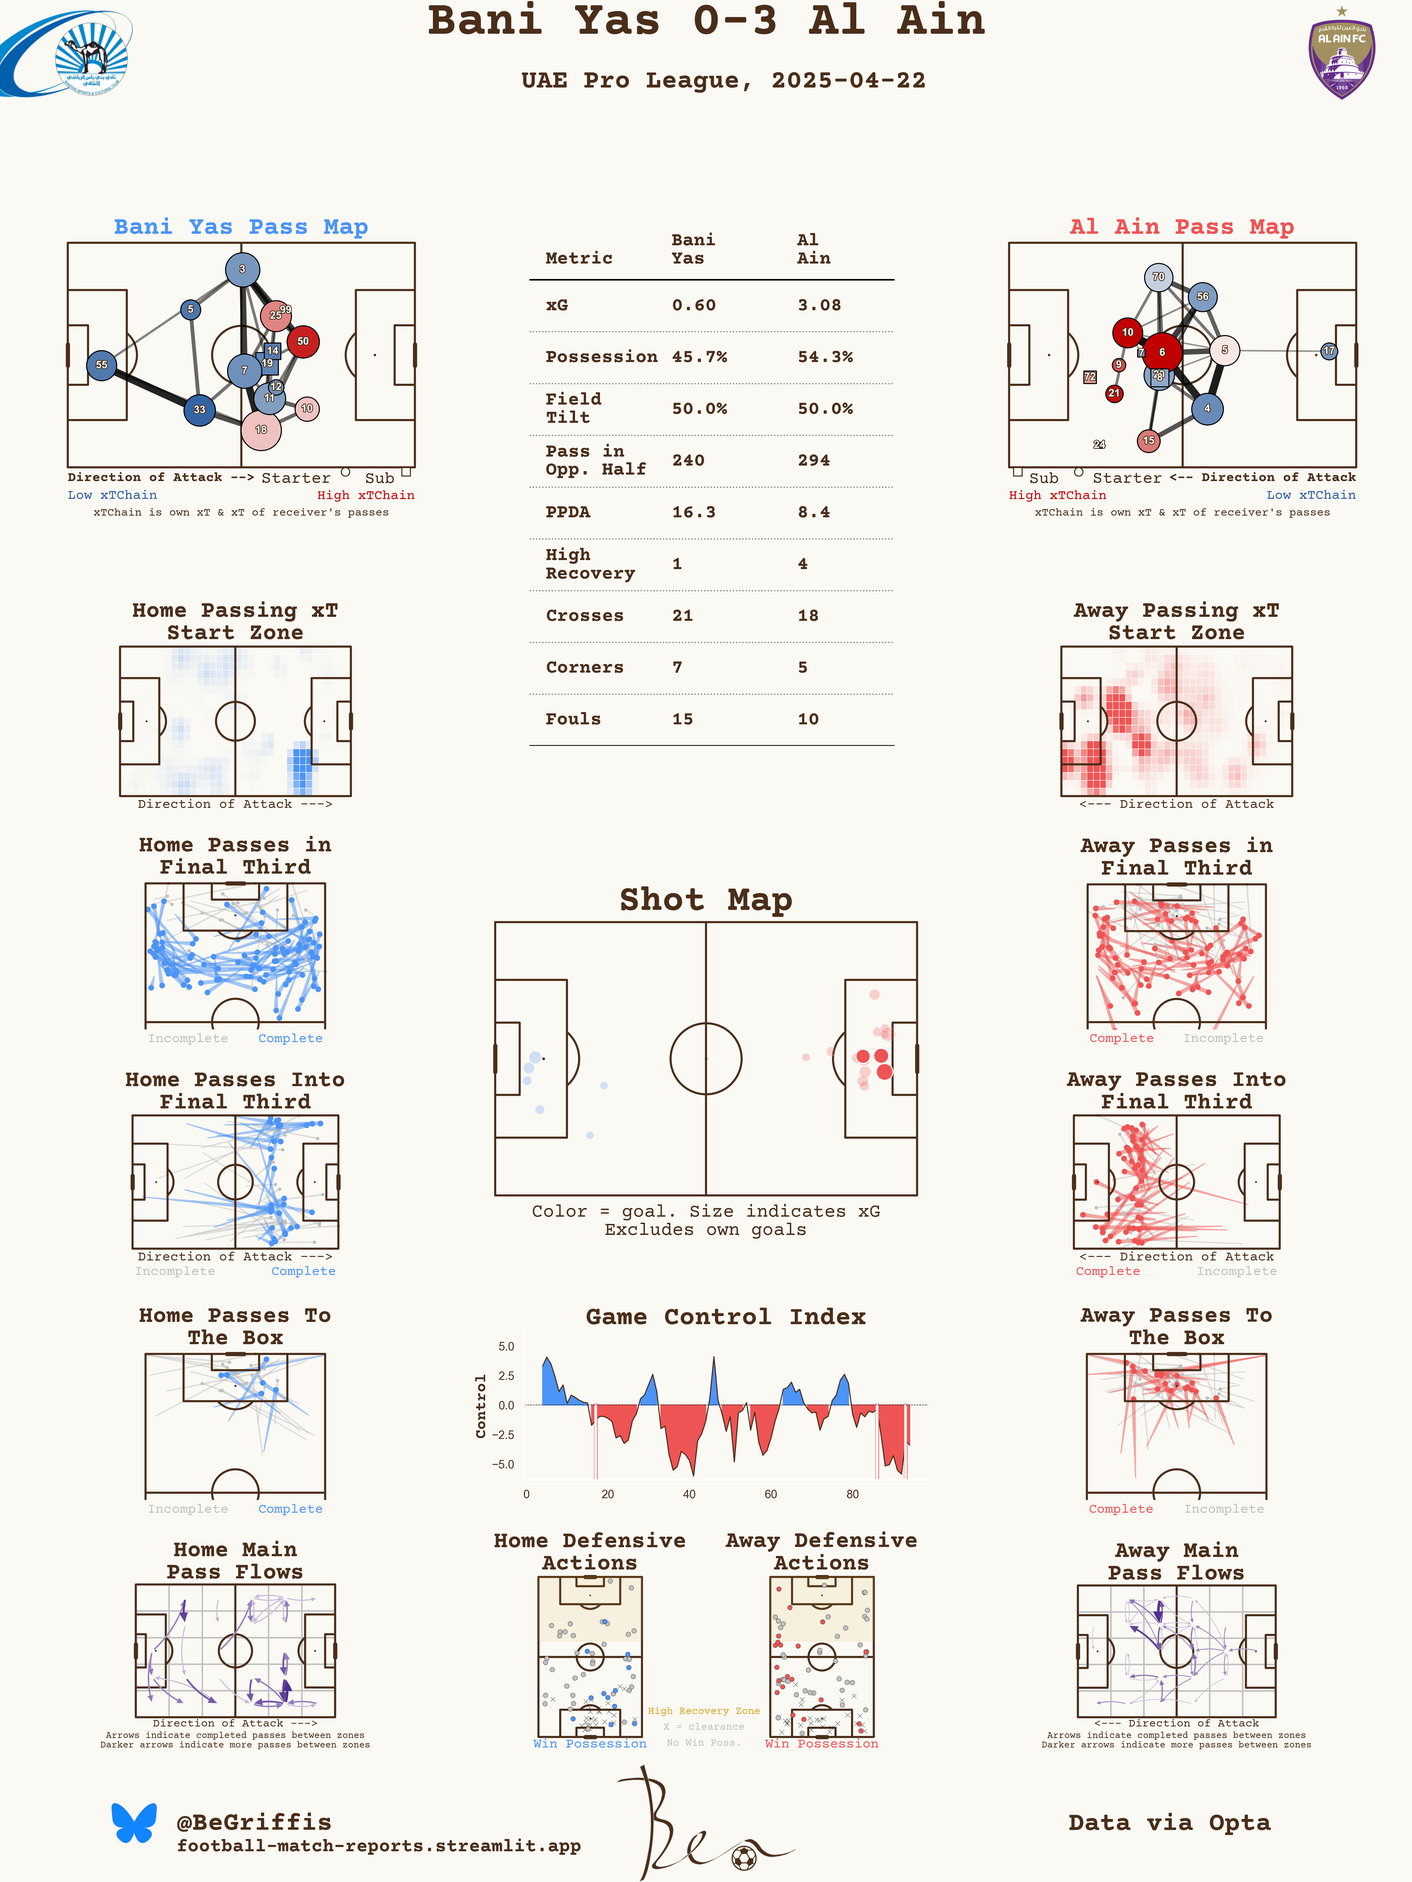 Bani Yas 0-3 Al Ain
UAE Pro League, 2025-04-22
AL AIN FC
1968
Bani Yas Pass Map
3
5
99
25
50
14
19
55
7
12
11
33
10
18
Direction of Attack --> Starter Sub
Low xTChain High xTChain
xTChain is own xT & xT of receiver's passes
Metric Bani Yas Al Ain
xG 0.60 3.08
Possession 45.7% 54.3%
Field Tilt 50.0% 50.0%
Pass in Opp. Half 240 294
PPDA 16.3 8.4
High Recovery 1 4
Crosses 21 18
Corners 7 5
Fouls 15 10
Al Ain Pass Map
70
56
10
6
5
17
9
72
21
4
15
24
Sub Starter <-- Direction of Attack
High xTChain Low xTChain
xTChain is own xT & xT of receiver's passes
Home Passing xT
Start Zone
Direction of Attack --->
Away Passing xT
Start Zone
<--- Direction of Attack
Home Passes in
Final Third
Incomplete Complete
Away Passes in
Final Third
Complete Incomplete
Shot Map
Color = goal. Size indicates xG
Excludes own goals
Home Passes Into
Final Third
Direction of Attack --->
Incomplete Complete
Away Passes Into
Final Third
<--- Direction of Attack
Complete Incomplete
Home Passes To
The Box
Incomplete Complete
Game Control Index
Control
5.0
2.5
0.0
−2.5
−5.0
0 20 40 60 80
Away Passes To
The Box
Complete Incomplete
Home Main
Pass Flows
Direction of Attack --->
Arrows indicate completed passes between zones
Darker arrows indicate more passes between zones
Home Defensive
Actions
Win Possession
High Recovery Zone
X = clearance
No Win Poss.
Away Defensive
Actions
Win Possession
Away Main
Pass Flows
<--- Direction of Attack
Arrows indicate completed passes between zones
Darker arrows indicate more passes between zones
@BeGriffis
football-match-reports.streamlit.app
Ben
Data via Opta